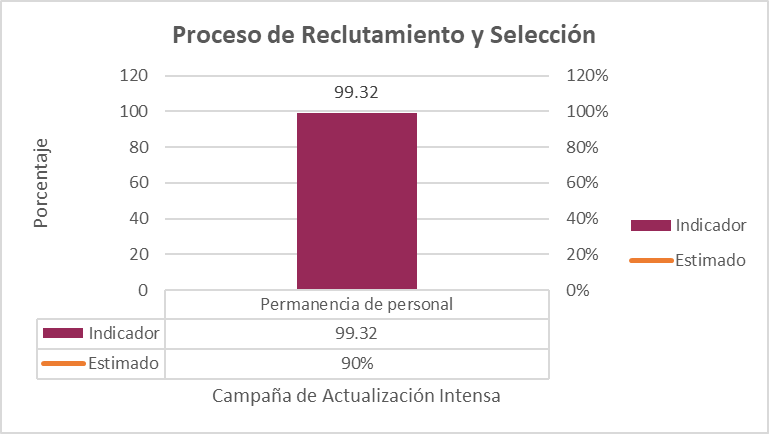 Proceso de Reclutamiento y Selección
Porcentaje
120
100
80
60
40
20
0
99.32
120%
100%
80%
60%
40%
20%
0%
Indicador
Estimado
Permanencia de personal
Indicador 99.32
Estimado 90%
Campaña de Actualización Intensa